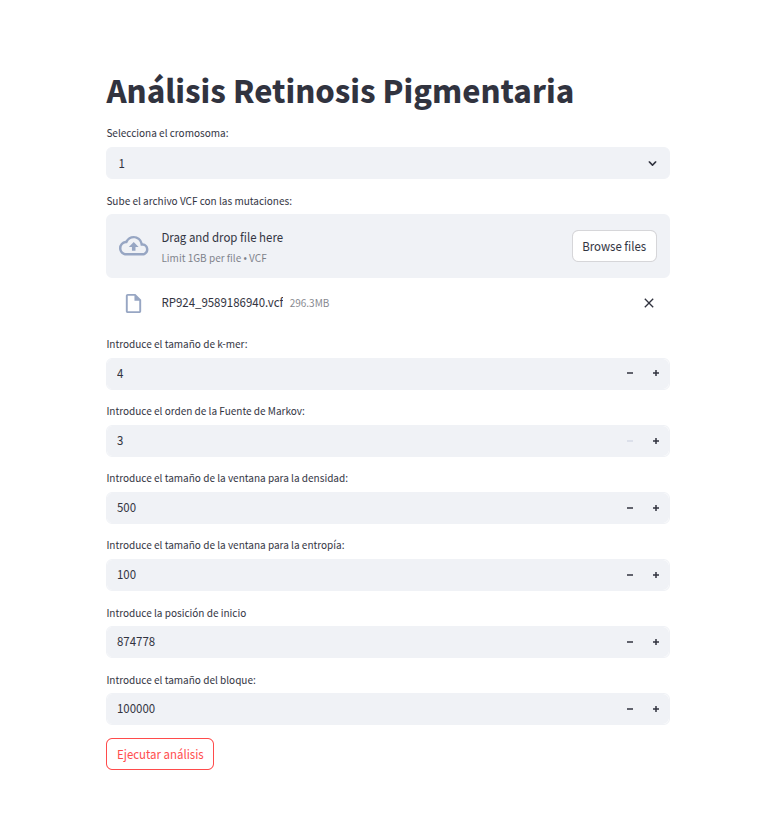 Análisis Retinosis Pigmentaria
Selecciona el cromosoma:
1
Sube el archivo VCF con las mutaciones:
Drag and drop file here
Limit 1GB per file • VCF
Browse files
RP924_9589186940.vcf 296.3MB
Introduce el tamaño de k-mer:
4
Introduce el orden de la Fuente de Markov:
3
Introduce el tamaño de la ventana para la densidad:
500
Introduce el tamaño de la ventana para la entropía:
100
Introduce la posición de inicio
874778
Introduce el tamaño del bloque:
100000
Ejecutar análisis